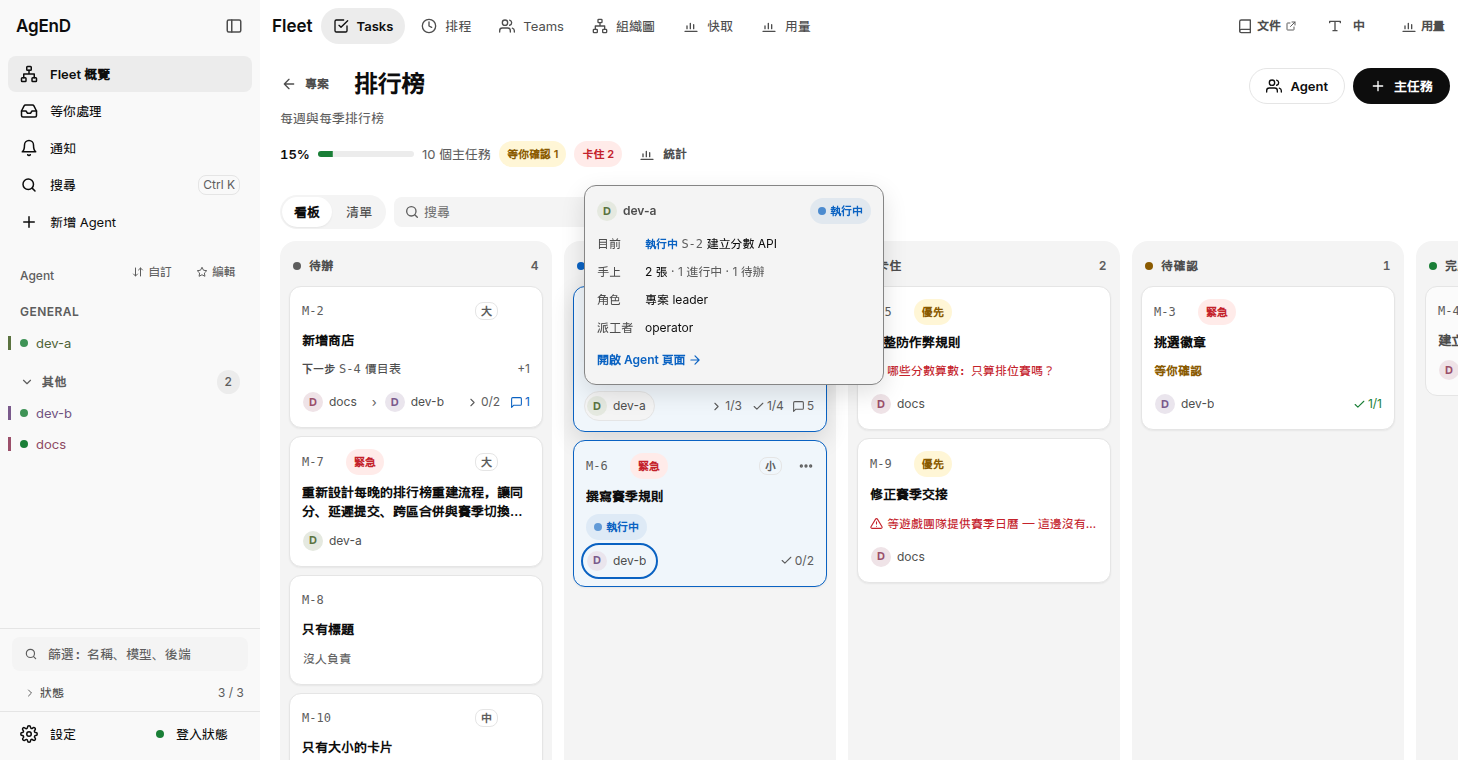 AgEnD
Fleet 概覽
等你處理
通知
搜尋 Ctrl K
新增 Agent
Agent 自訂 編輯
GENERAL
dev-a
其他 2
dev-b
docs
篩選：名稱、模型、後端
狀態 3 / 3
設定 登入狀態
Fleet Tasks 排程 Teams 組織圖 快取 用量 文件 中 用量
專案 排行榜 Agent 主任務
每週與每季排行榜
15% 10 個主任務 等你確認 1 卡住 2 統計
看板 清單 搜尋
待辦 4
M-2 大
新增商店
下一步 S-4 價目表 +1
D docs › D dev-b 0/2 1
M-7 緊急 大
重新設計每晚的排行榜重建流程，讓同
分、延遲提交、跨區合併與賽季切換...
D dev-a
M-8
只有標題
沒人負責
M-10 中
只有大小的卡片
D dev-a 執行中
目前 執行中 S-2 建立分數 API
手上 2 張 · 1 進行中 · 1 待辦
角色 專案 leader
派工者 operator
開啟 Agent 頁面
D dev-a 1/3 1/4 5
M-6 緊急 小
撰寫賽季規則
執行中
D dev-b 0/2
住 2
5 優先
整防作弊規則
哪些分數算數：只算排位賽嗎？
D docs
M-9 優先
修正賽季交接
等遊戲團隊提供賽季日曆 — 這邊沒有...
D docs
待確認 1
M-3 緊急
挑選徽章
等你確認
D dev-b 1/1
完
M-4
建立
D